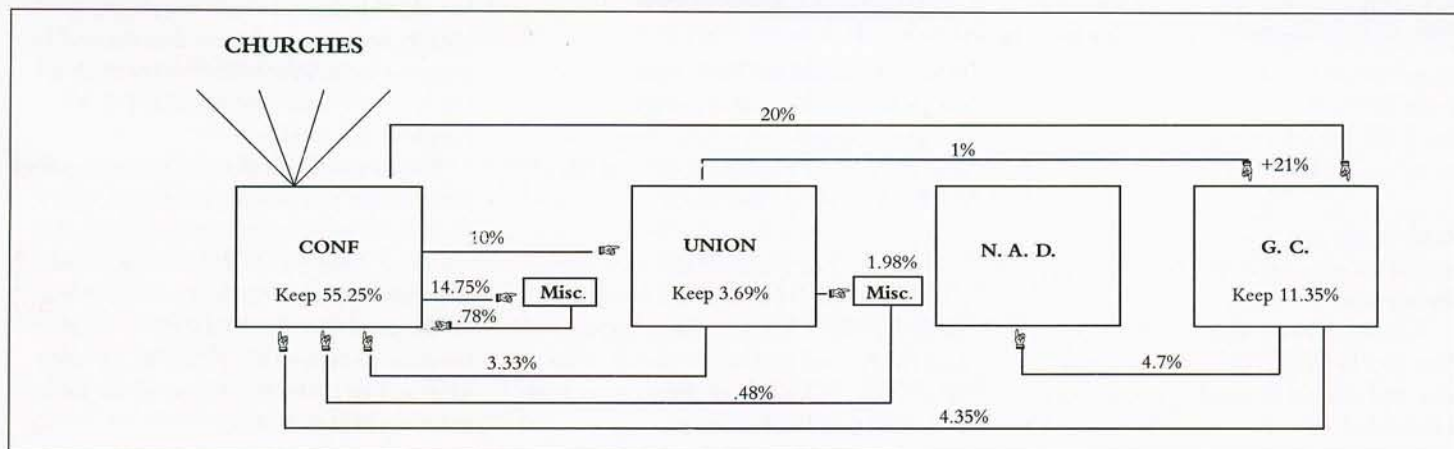 CHURCHES
20%
1%
+21%
CONF
Keep 55.25%
10%
14.75%
Misc.
.78%
UNION
Keep 3.69%
1.98%
Misc.
N. A. D.
G. C.
Keep 11.35%
3.33%
.48%
4.7%
4.35%